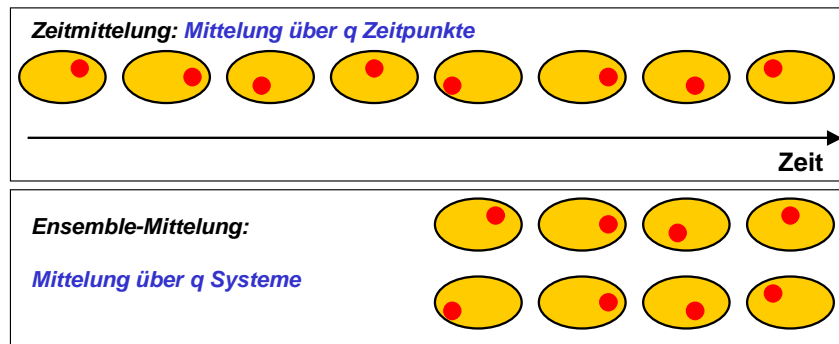 Zeitmittelung: Mittelung über q Zeitpunkte
Zeit
Ensemble-Mittelung:
Mittelung über q Systeme